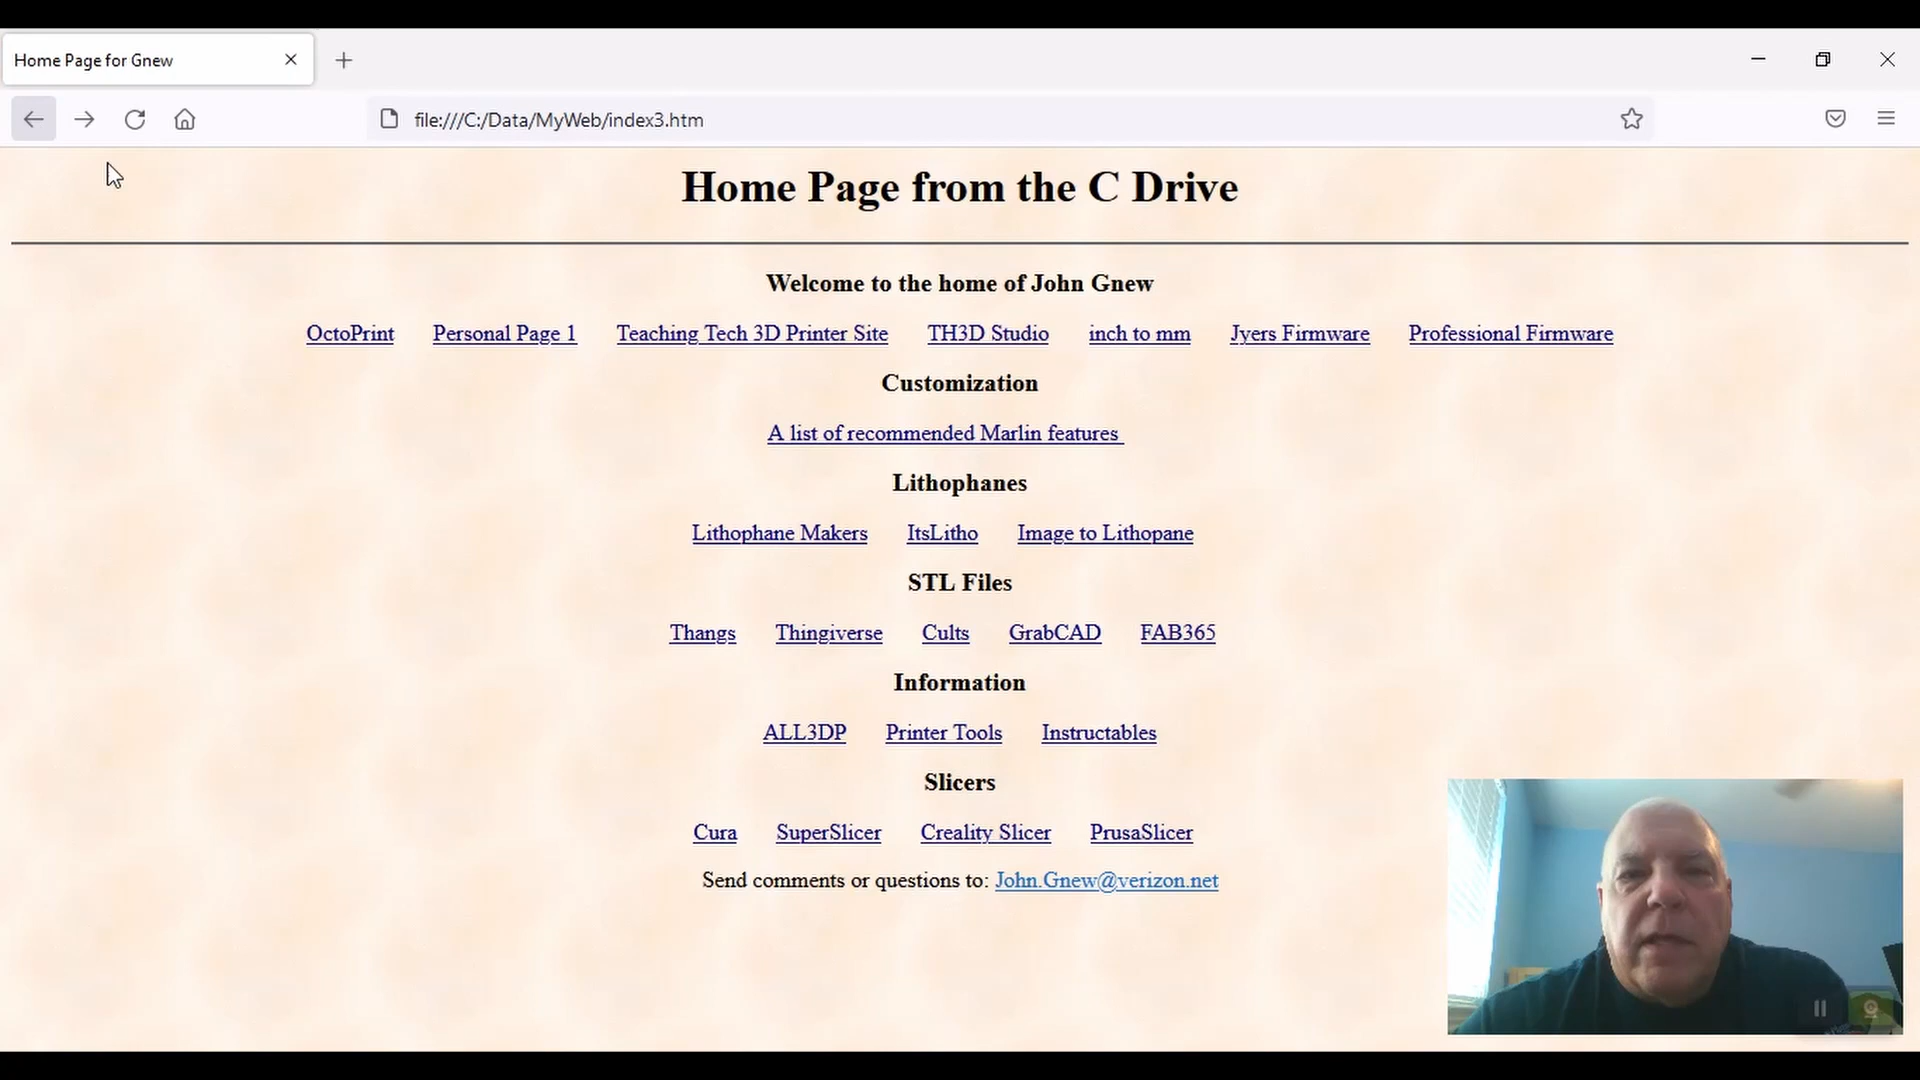 Home Page for Gnew
file:///C:/Data/MyWeb/index3.htm
Home Page from the C Drive
Welcome to the home of John Gnew
OctoPrint Personal Page 1 Teaching Tech 3D Printer Site TH3D Studio inch to mm Jyers Firmware Professional Firmware
Customization
A list of recommended Marlin features
Lithophanes
Lithophane Makers ItsLitho Image to Lithopane
STL Files
Thangs Thingiverse Cults GrabCAD FAB365
Information
ALL3DP Printer Tools Instructables
Slicers
Cura SuperSlicer Creality Slicer PrusaSlicer
Send comments or questions to: John.Gnew@verizon.net